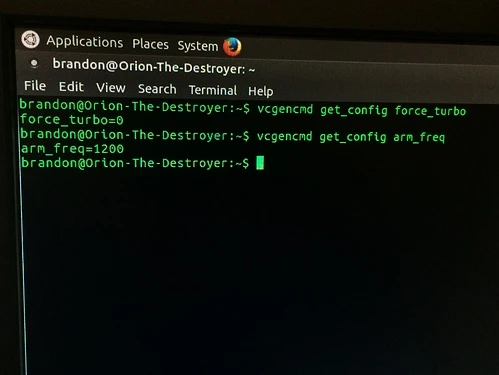 Applications Places System
brandon@Orion-The-Destroyer: ~
File Edit View Search Terminal Help
brandon@Orion-The-Destroyer:~$ vcgencmd get_config force_turbo
force_turbo=0
brandon@Orion-The-Destroyer:~$ vcgencmd get_config arm_freq
arm_freq=1200
brandon@Orion-The-Destroyer:~$